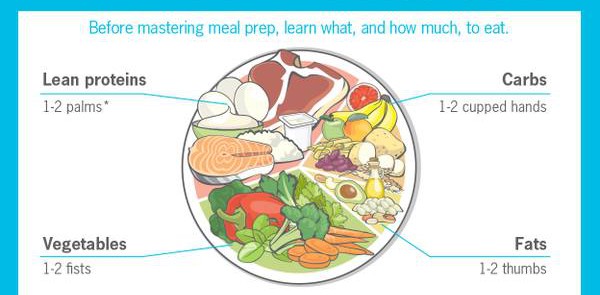 Before mastering meal prep, learn what, and how much, to eat.
Lean proteins
1-2 palms*
Carbs
1-2 cupped hands
Vegetables
1-2 fists
Fats
1-2 thumbs